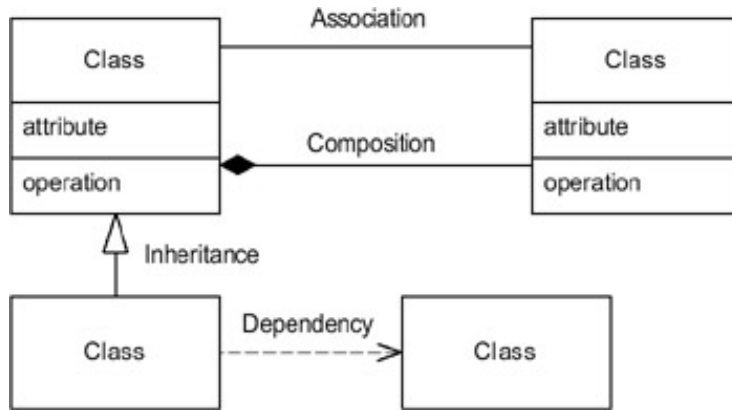 Association
Class
Class
attribute
attribute
Composition
operation
operation
Inheritance
Dependency
Class
Class